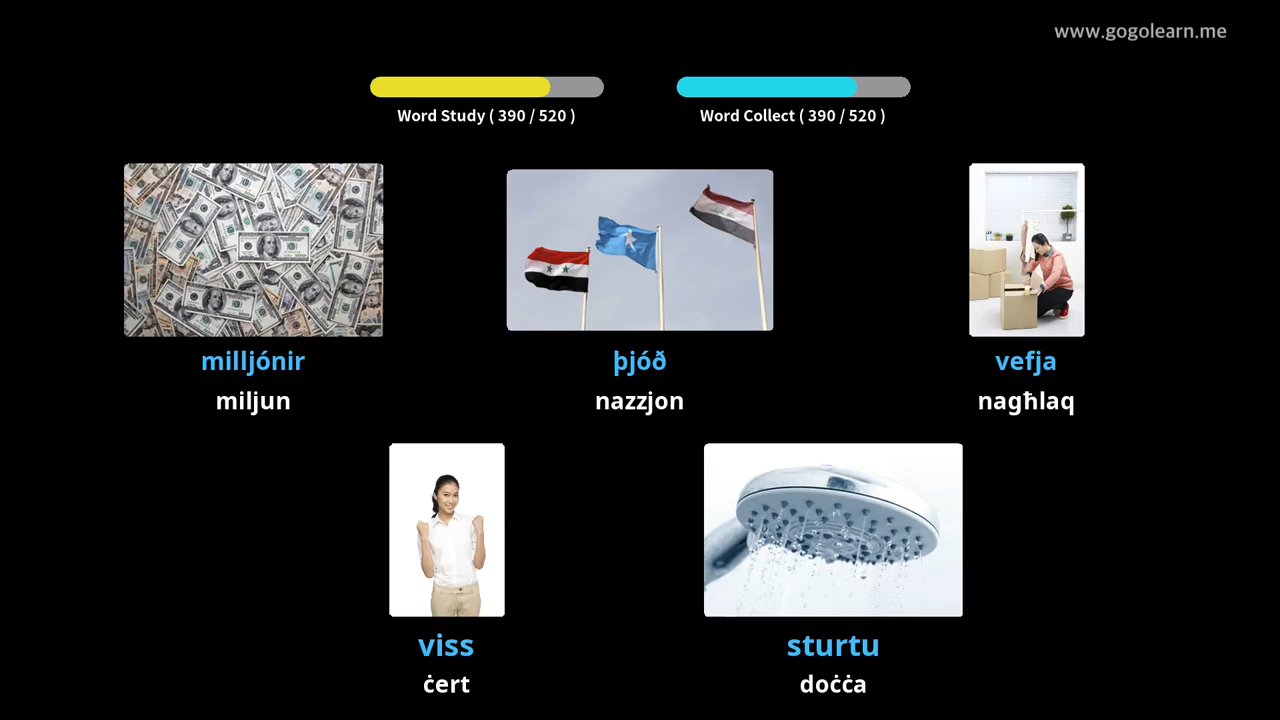 www.gogolearn.me
Word Study ( 390 / 520 )
Word Collect ( 390 / 520 )
milljónir
miljun
þjóð
nazzjon
vefja
nagħlaq
viss
ċert
sturtu
doċċa